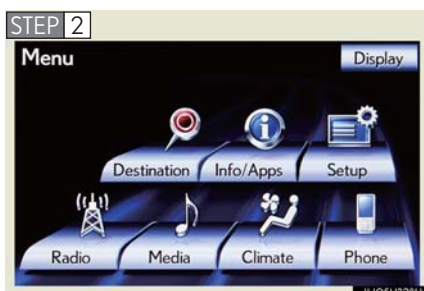 STEP 2
Menu
Display
Destination
Info/Apps
Setup
Radio
Media
Climate
Phone